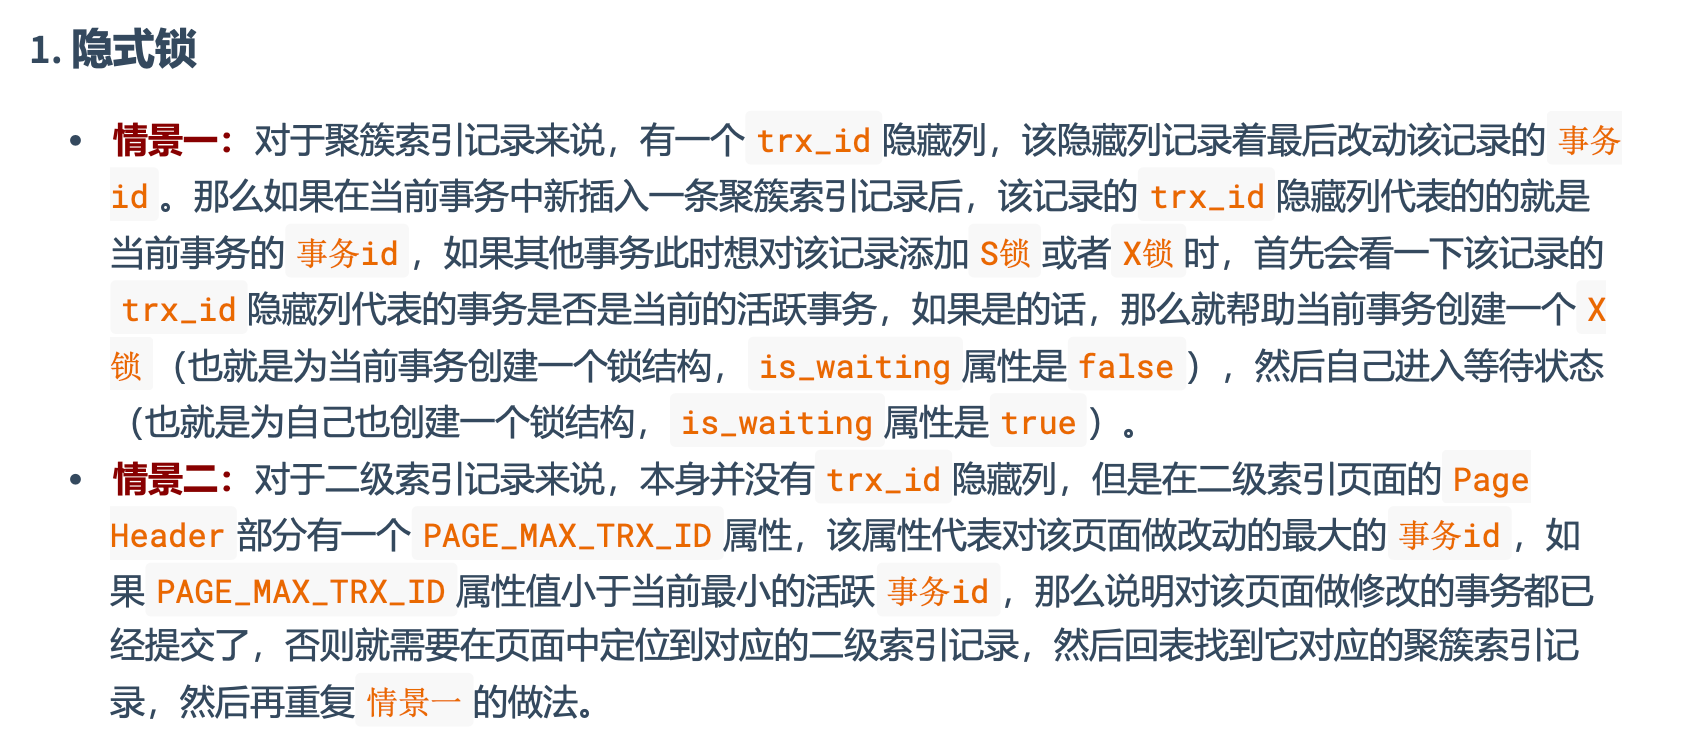 1. 隐式锁
• 情景一：对于聚簇索引记录来说，有一个 trx_id 隐藏列，该隐藏列记录着最后改动该记录的 事务
id 。那么如果在当前事务中新插入一条聚簇索引记录后，该记录的 trx_id 隐藏列代表的的就是
当前事务的 事务id ，如果其他事务此时想对该记录添加 S锁 或者 X锁 时，首先会看一下该记录的
trx_id 隐藏列代表的事务是否是当前的活跃事务，如果是的话，那么就帮助当前事务创建一个 X
锁 （也就是为当前事务创建一个锁结构， is_waiting 属性是 false ），然后自己进入等待状态
（也就是为自己也创建一个锁结构， is_waiting 属性是 true ）。
• 情景二：对于二级索引记录来说，本身并没有 trx_id 隐藏列，但是在二级索引页面的 Page
Header 部分有一个 PAGE_MAX_TRX_ID 属性，该属性代表对该页面做改动的最大的 事务id ，如
果 PAGE_MAX_TRX_ID 属性值小于当前最小的活跃 事务id ，那么说明对该页面做修改的事务都已
经提交了，否则就需要在页面中定位到对应的二级索引记录，然后回表找到它对应的聚簇索引记
录，然后再重复 情景一 的做法。